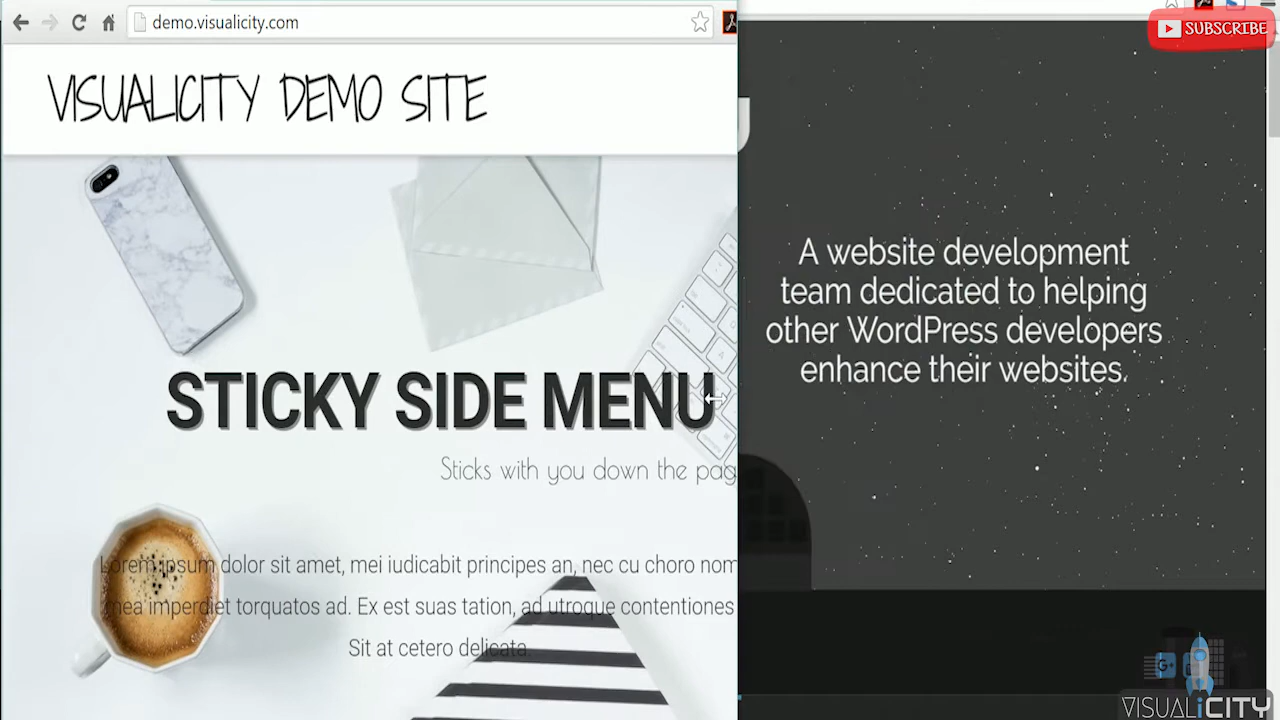 demo.visualicity.com
SUBSCRIBE
VISUALICITY DEMO SITE
A website development
team dedicated to helping
other WordPress developers
enhance their websites.
STICKY SIDE MENU
Sticks with you down the pag
Lorem ipsum dolor sit amet, mei iudicabit principes an, nec cu choro nom
mea imperdiet torquatos ad. Ex est suas tation, ad utroque contentiones
Sit at cetero delicata.
G+
VISUALiCITY